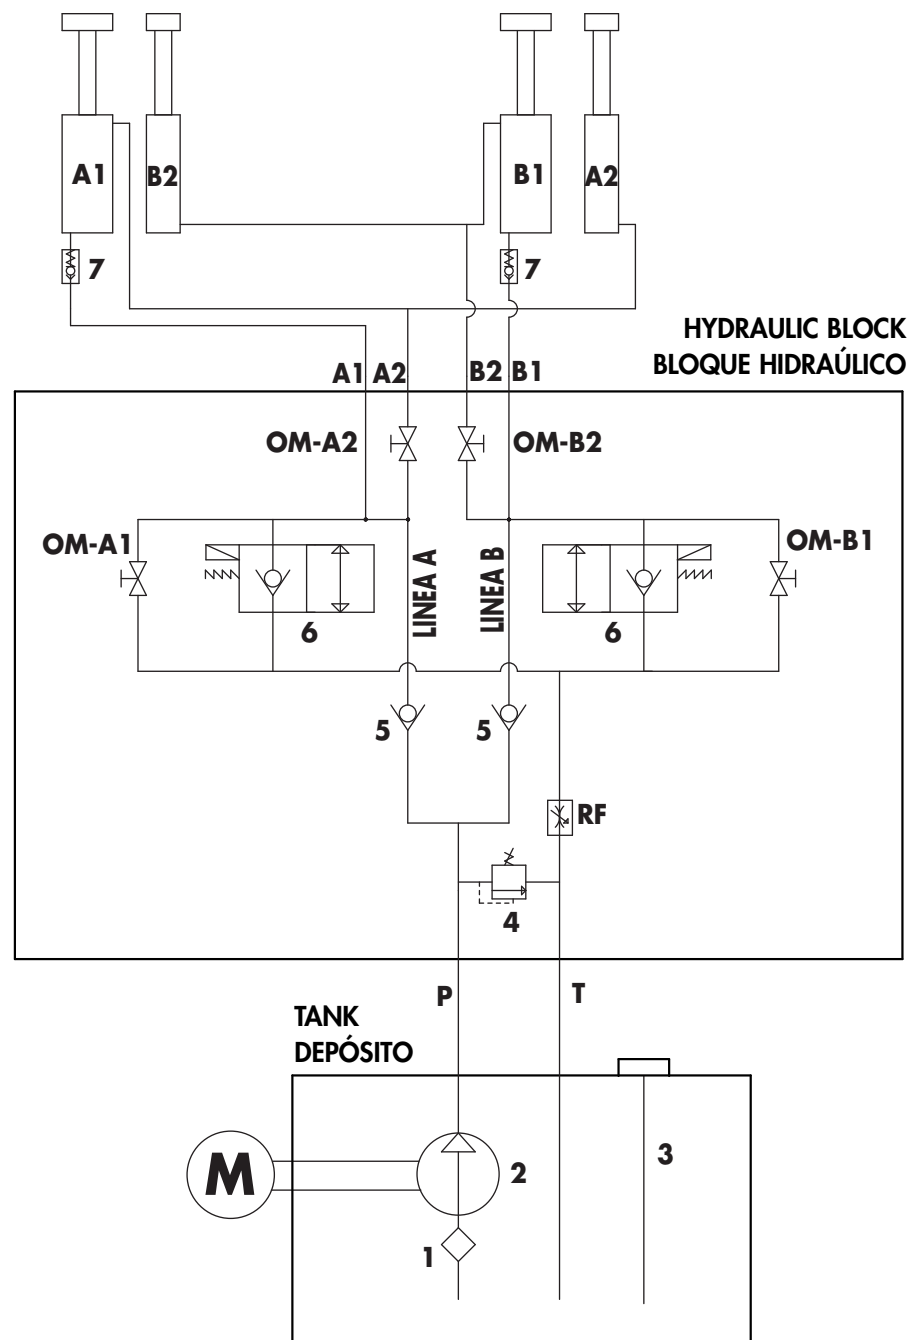 A1
B2
B1
A2
7
7
HYDRAULIC BLOCK
BLOQUE HIDRAÚLICO
A1 A2 B2 B1
OM-A2
OM-B2
OM-A1
OM-B1
LINEA A
LINEA B
6
6
5
5
RF
4
P
T
TANK
DEPÓSITO
M
2
3
1